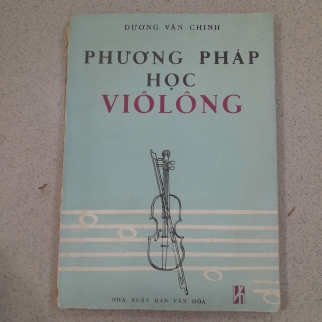 DƯƠNG VĂN CHINH
PHƯƠNG PHÁP
HỌC
VIÔLÔNG
NHÀ XUẤT BẢN VĂN HÓA